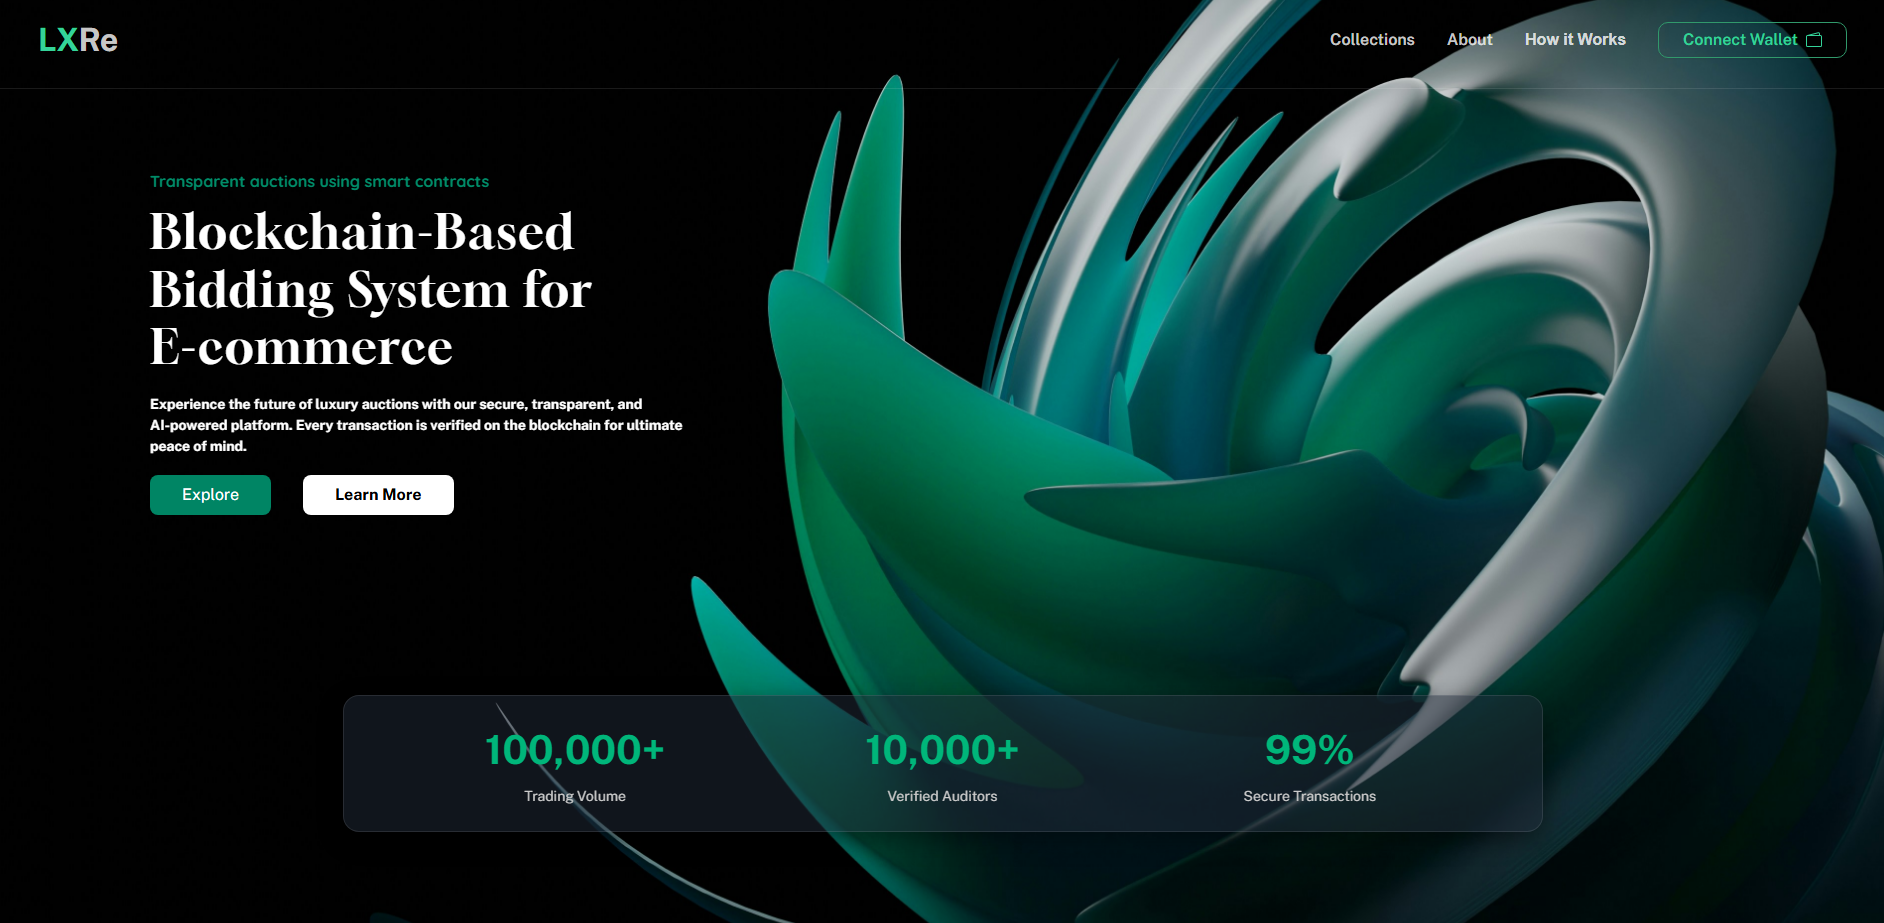 LXRe
Collections About How it Works Connect Wallet
Transparent auctions using smart contracts
Blockchain-Based
Bidding System for
E-commerce
Experience the future of luxury auctions with our secure, transparent, and
AI-powered platform. Every transaction is verified on the blockchain for ultimate
peace of mind.
Explore Learn More
100,000+ 10,000+ 99%
Trading Volume Verified Auditors Secure Transactions